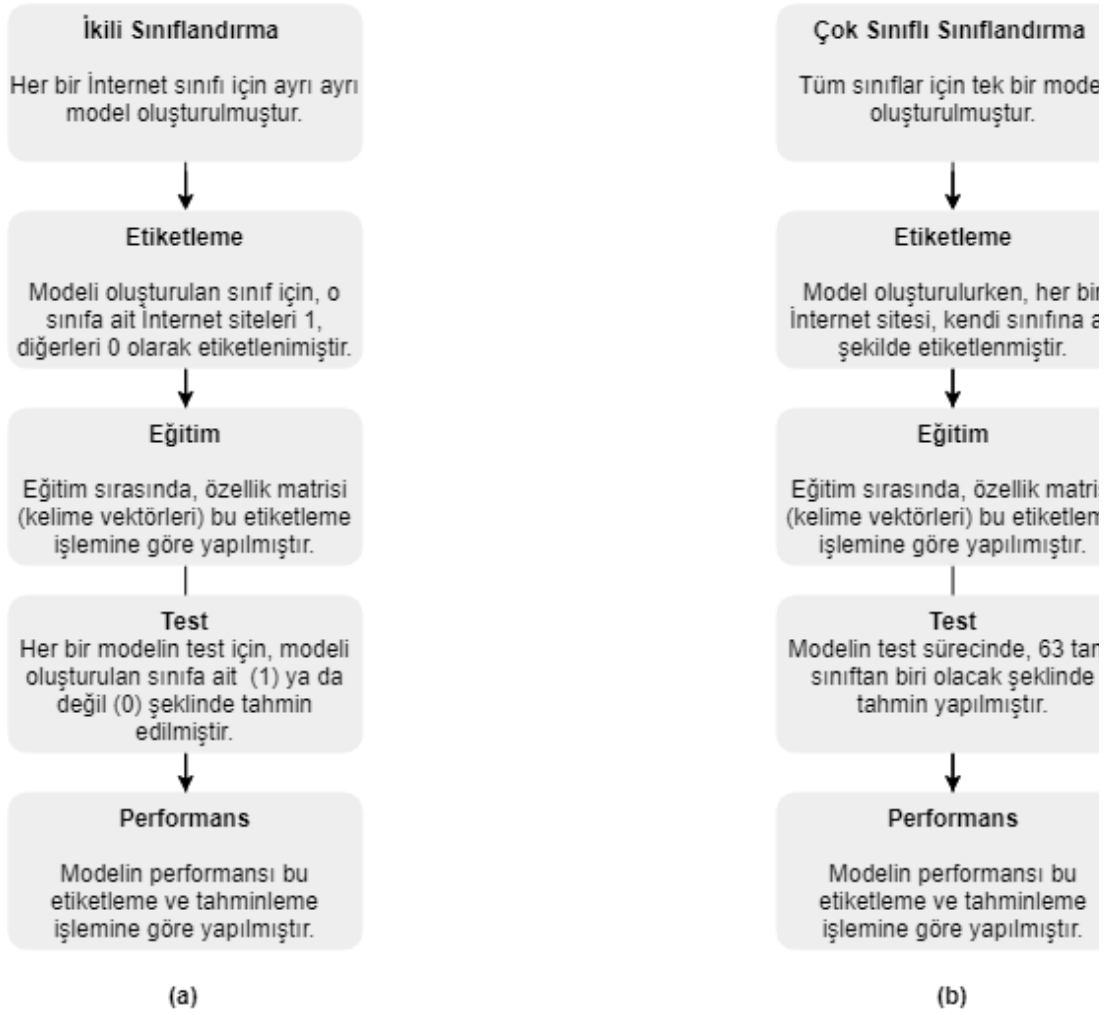 İkili Sınıflandırma
Her bir İnternet sınıfı için ayrı ayrı
model oluşturulmuştur.
Etiketleme
Modeli oluşturulan sınıf için, o
sınıfa ait İnternet siteleri 1,
diğerleri 0 olarak etiketlenimiştir.
Eğitim
Eğitim sırasında, özellik matrisi
(kelime vektörleri) bu etiketleme
işlemine göre yapılmıştır.
Test
Her bir modelin test için, modeli
oluşturulan sınıfa ait (1) ya da
değil (0) şeklinde tahmin
edilmiştir.
Performans
Modelin performansı bu
etiketleme ve tahminleme
işlemine göre yapılmıştır.
(a)
Çok Sınıflı Sınıflandırma
Tüm sınıflar için tek bir
oluşturulmuştur.
Etiketleme
Model oluşturulurken, her
İnternet sitesi, kendi sınıfına
şekilde etiketlenmiştir.
Eğitim
Eğitim sırasında, özellik
(kelime vektörleri) bu
işlemine göre yapılımıştır.
Test
Modelin test sürecinde, 63
sınıftan biri olacak şeklinde
tahmin yapılmıştır.
Performans
Modelin performansı bu
etiketleme ve tahminleme
işlemine göre yapılmıştır.
(b)